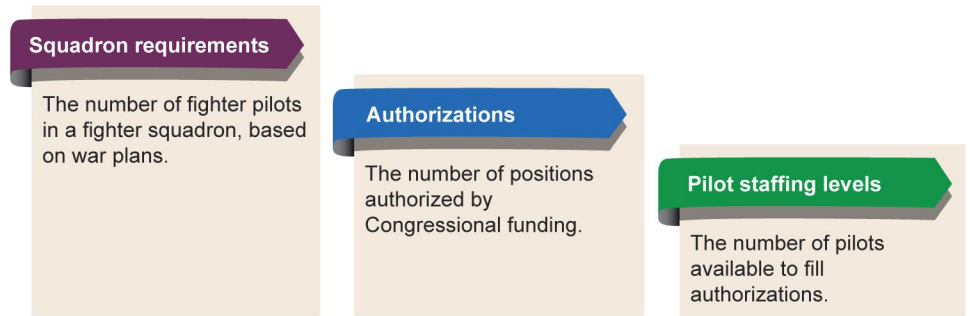 Squadron requirements
The number of fighter pilots
in a fighter squadron, based
on war plans.
Authorizations
The number of positions
authorized by
Congressional funding.
Pilot staffing levels
The number of pilots
available to fill
authorizations.